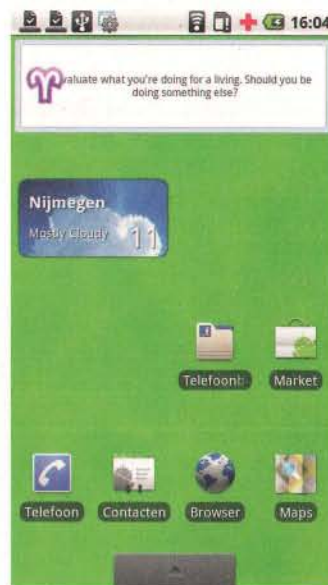 16:04
valuate what you're doing for a living. Should you be
doing something else?
Nijmegen
Mostly Cloudy
11
Telefoonb
Market
Telefoon
Contacten
Browser
Maps